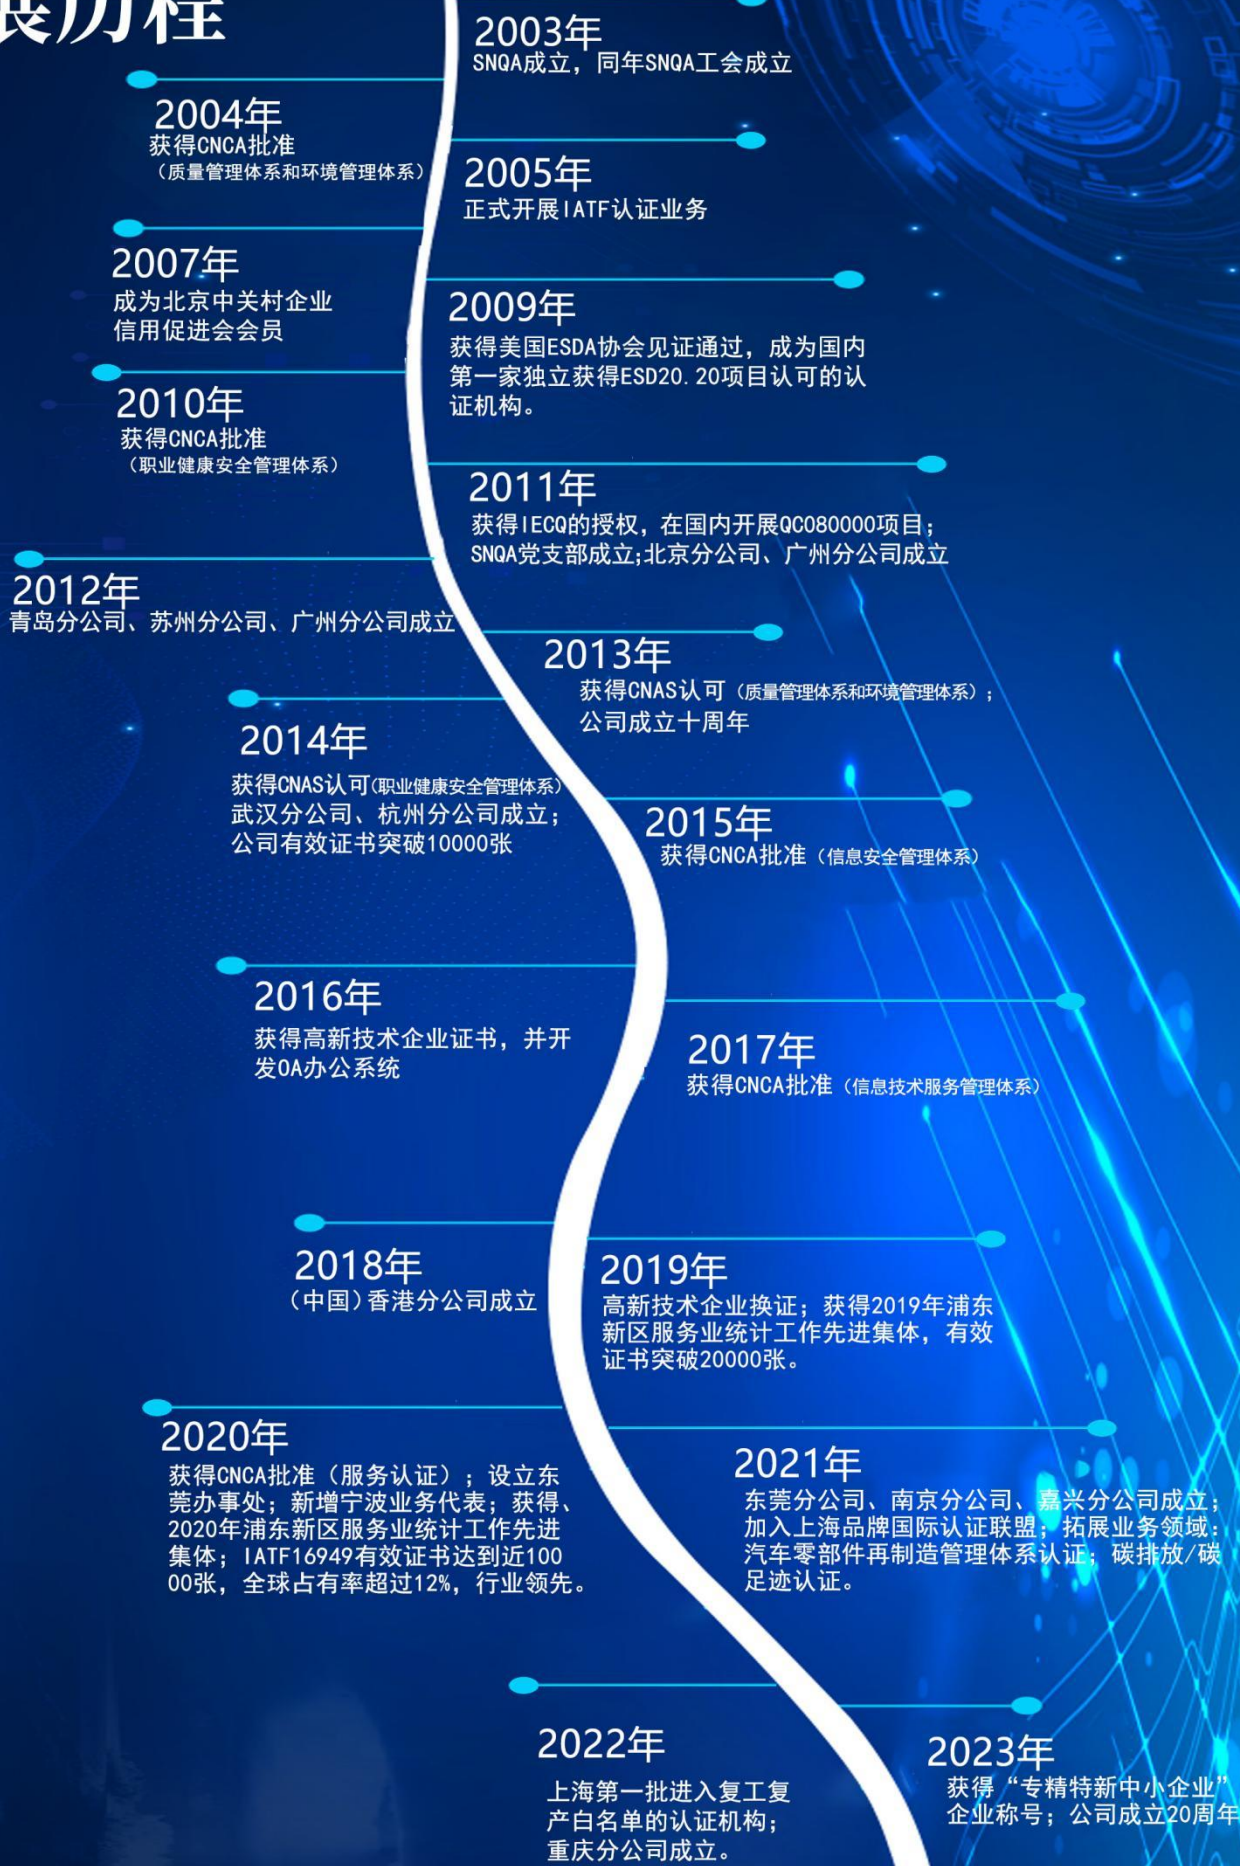 展历程
2003年
SNQA成立，同年SNQA工会成立
2004年
获得CNCA批准
（质量管理体系和环境管理体系）
2005年
正式开展IATF认证业务
2007年
成为北京中关村企业
信用促进会会员
2009年
获得美国ESDA协会见证通过，成为国内
第一家独立获得ESD20.20项目认可的认
证机构。
2010年
获得CNCA批准
（职业健康安全管理体系）
2011年
获得IECQ的授权，在国内开展QC080000项目；
SNQA党支部成立;北京分公司、广州分公司成立
2012年
青岛分公司、苏州分公司、广州分公司成立
2013年
获得CNAS认可（质量管理体系和环境管理体系）；
公司成立十周年
2014年
获得CNAS认可(职业健康安全管理体系)
武汉分公司、杭州分公司成立；
公司有效证书突破10000张
2015年
获得CNCA批准（信息安全管理体系）
2016年
获得高新技术企业证书，并开
发OA办公系统
2017年
获得CNCA批准（信息技术服务管理体系）
2018年
（中国）香港分公司成立
2019年
高新技术企业换证；获得2019年浦东
新区服务业统计工作先进集体，有效
证书突破20000张。
2020年
获得CNCA批准（服务认证）；设立东
莞办事处；新增宁波业务代表；获得、
2020年浦东新区服务业统计工作先进
集体；IATF16949有效证书达到近100
00张，全球占有率超过12%，行业领先。
2021年
东莞分公司、南京分公司、嘉兴分公司成立；
加入上海品牌国际认证联盟；拓展业务领域：
汽车零部件再制造管理体系认证；碳排放/碳
足迹认证。
2022年
上海第一批进入复工复
产白名单的认证机构；
重庆分公司成立。
2023年
获得“专精特新中小企业”
企业称号；公司成立20周年